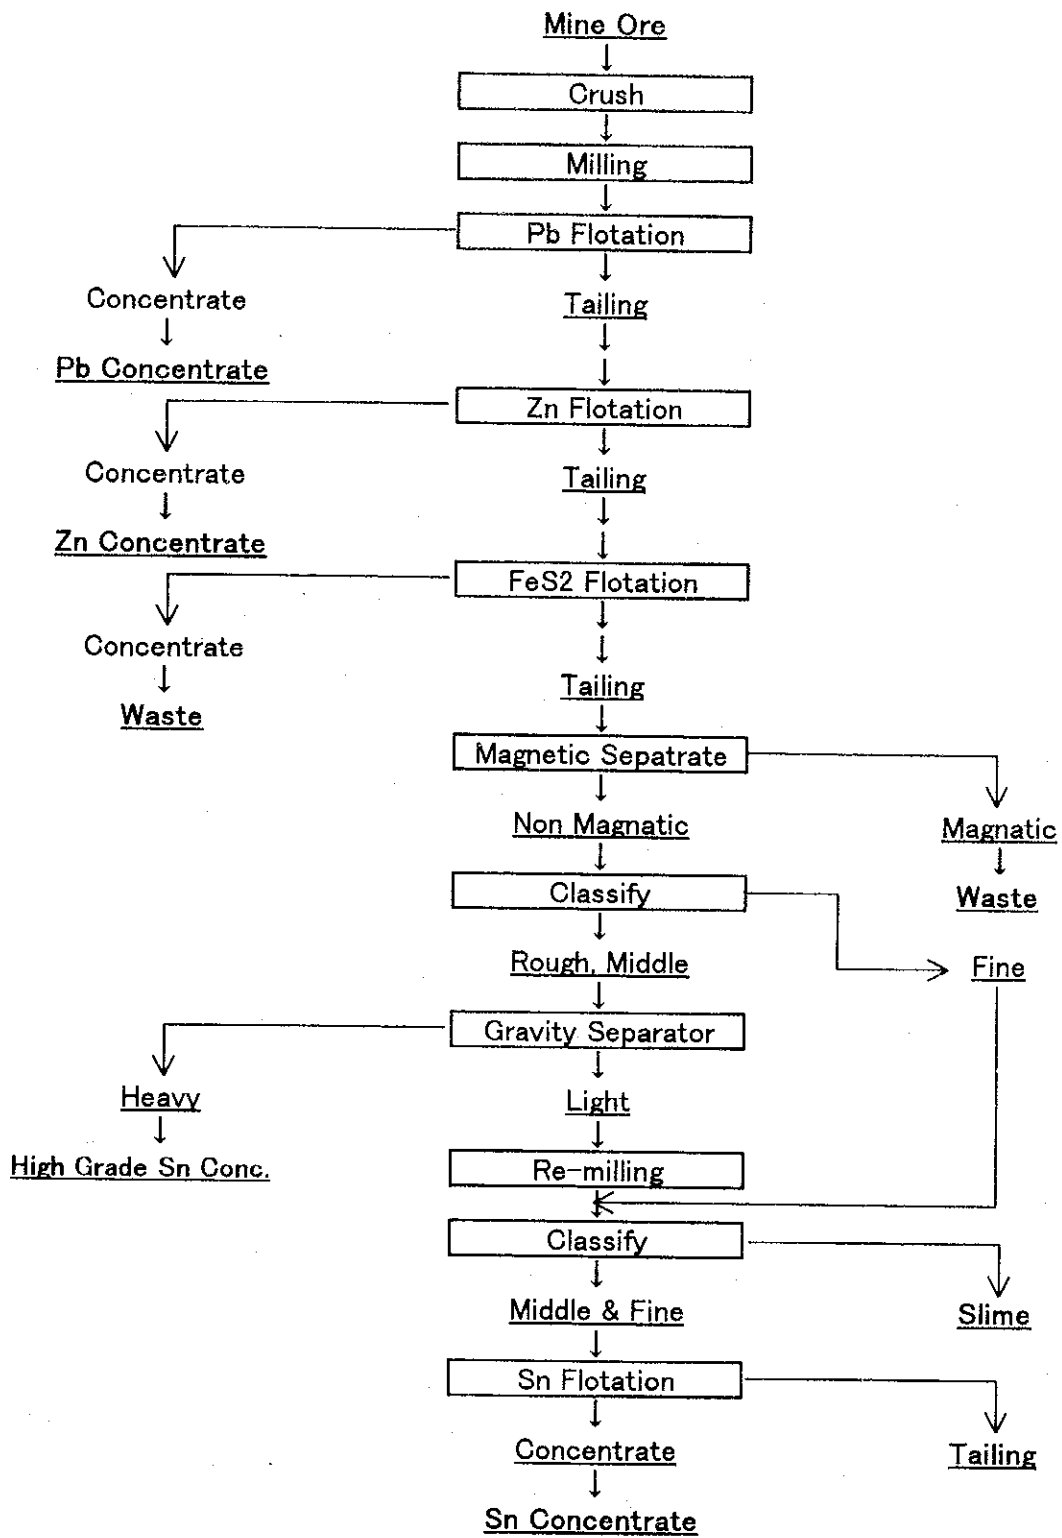 Mine Ore
Crush
Milling
Pb Flotation
Concentrate
Tailing
Pb Concentrate
Zn Flotation
Concentrate
Tailing
Zn Concentrate
FeS2 Flotation
Concentrate
Tailing
Waste
Magnetic Sepatrate
Non Magnatic
Magnatic
Classify
Waste
Rough, Middle
Fine
Gravity Separator
Heavy
Light
High Grade Sn Conc.
Re-milling
Classify
Middle & Fine
Slime
Sn Flotation
Concentrate
Tailing
Sn Concentrate